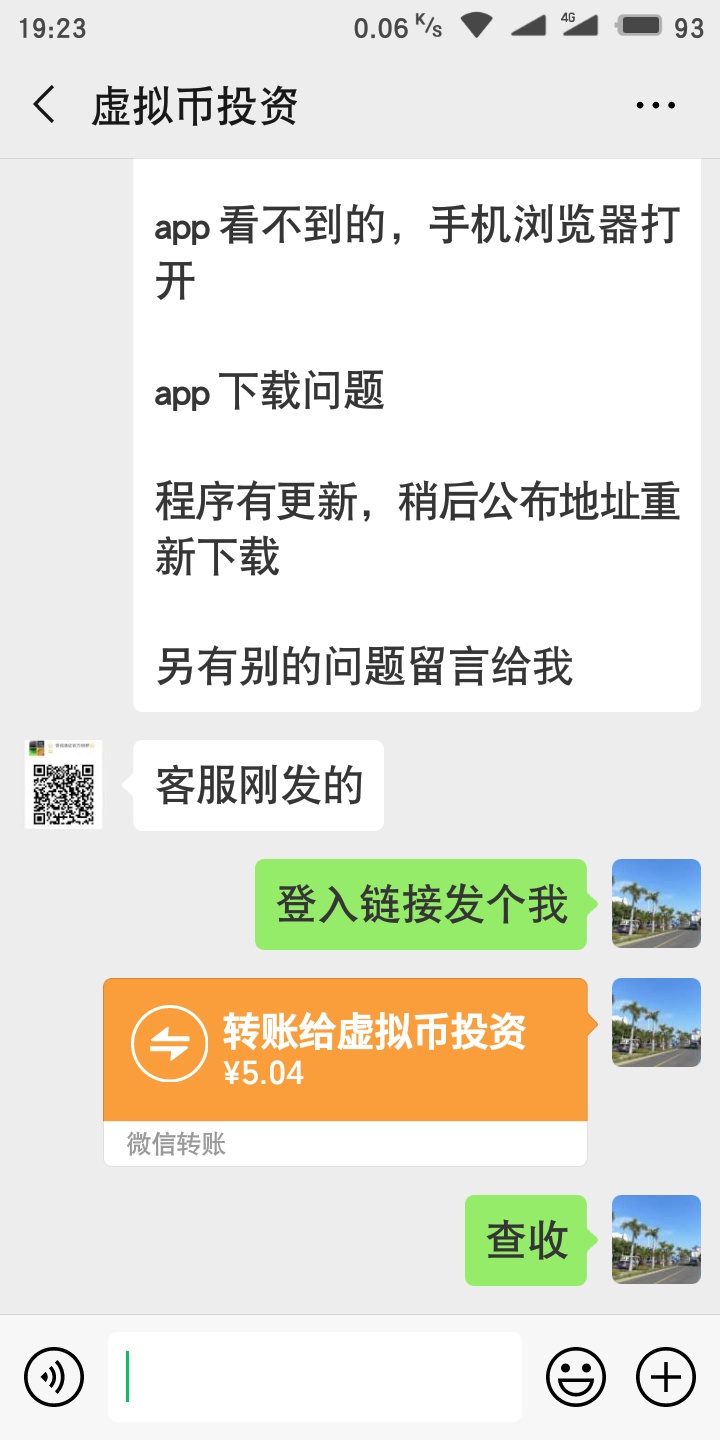 19:23 0.06 K/s 4G 93
虚拟币投资
app 看不到的，手机浏览器打
开
app 下载问题
程序有更新，稍后公布地址重
新下载
另有别的问题留言给我
客服刚发的
登入链接发个我
转账给虚拟币投资
¥5.04
微信转账
查收